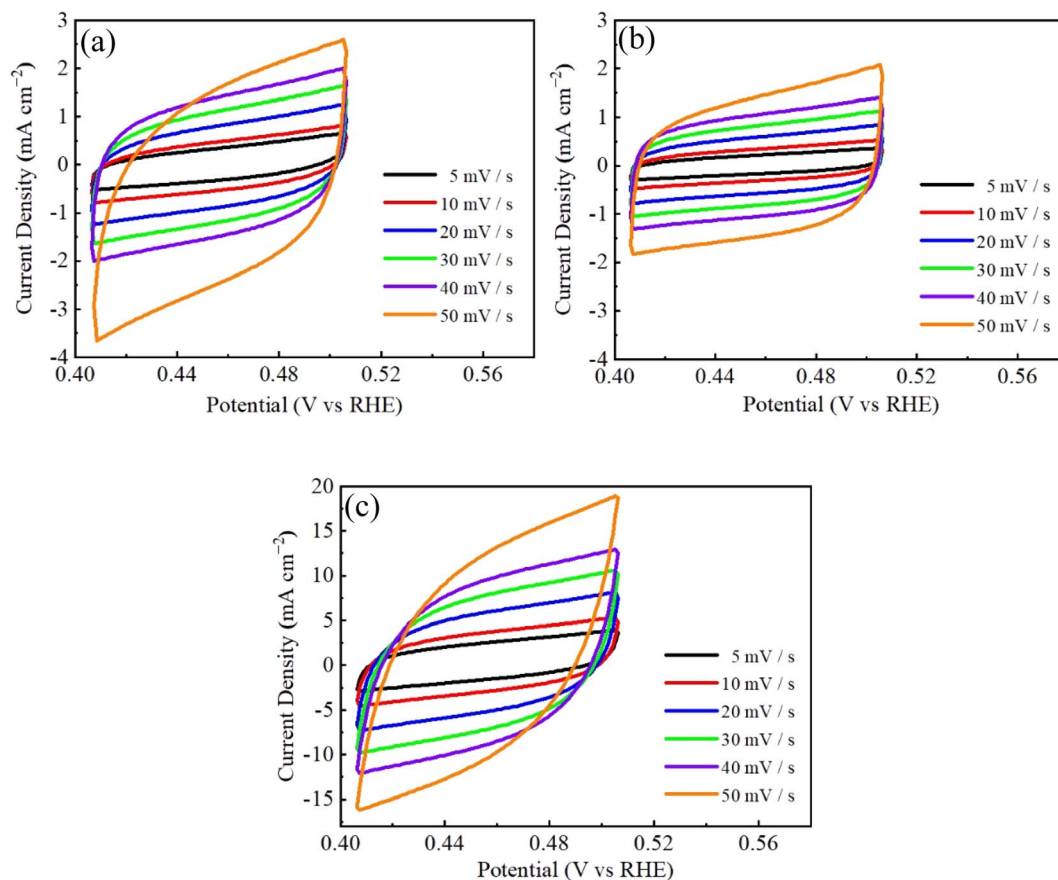 (a)
3
2
1
0
-1
-2
-3
-4
Current Density (mA cm⁻²)
5 mV / s
10 mV / s
20 mV / s
30 mV / s
40 mV / s
50 mV / s
0.40 0.44 0.48 0.52 0.56
Potential (V vs RHE)
(b)
3
2
1
0
-1
-2
-3
-4
Current Density (mA cm⁻²)
5 mV / s
10 mV / s
20 mV / s
30 mV / s
40 mV / s
50 mV / s
0.40 0.44 0.48 0.52 0.56
Potential (V vs RHE)
(c)
20
15
10
5
0
-5
-10
-15
Current Density (mA cm⁻²)
5 mV / s
10 mV / s
20 mV / s
30 mV / s
40 mV / s
50 mV / s
0.40 0.44 0.48 0.52 0.56
Potential (V vs RHE)